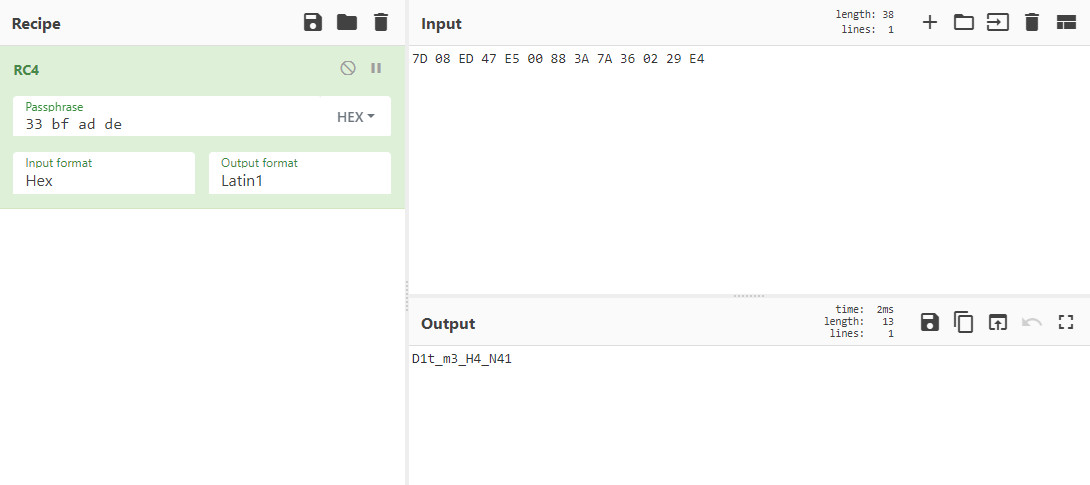 Recipe
RC4
Passphrase
33 bf ad de
HEX
Input format
Hex
Output format
Latin1
Input
length: 38
lines: 1
7D 08 ED 47 E5 00 88 3A 7A 36 02 29 E4
Output
time: 2ms
length: 13
lines: 1
D1t_m3_H4_N41